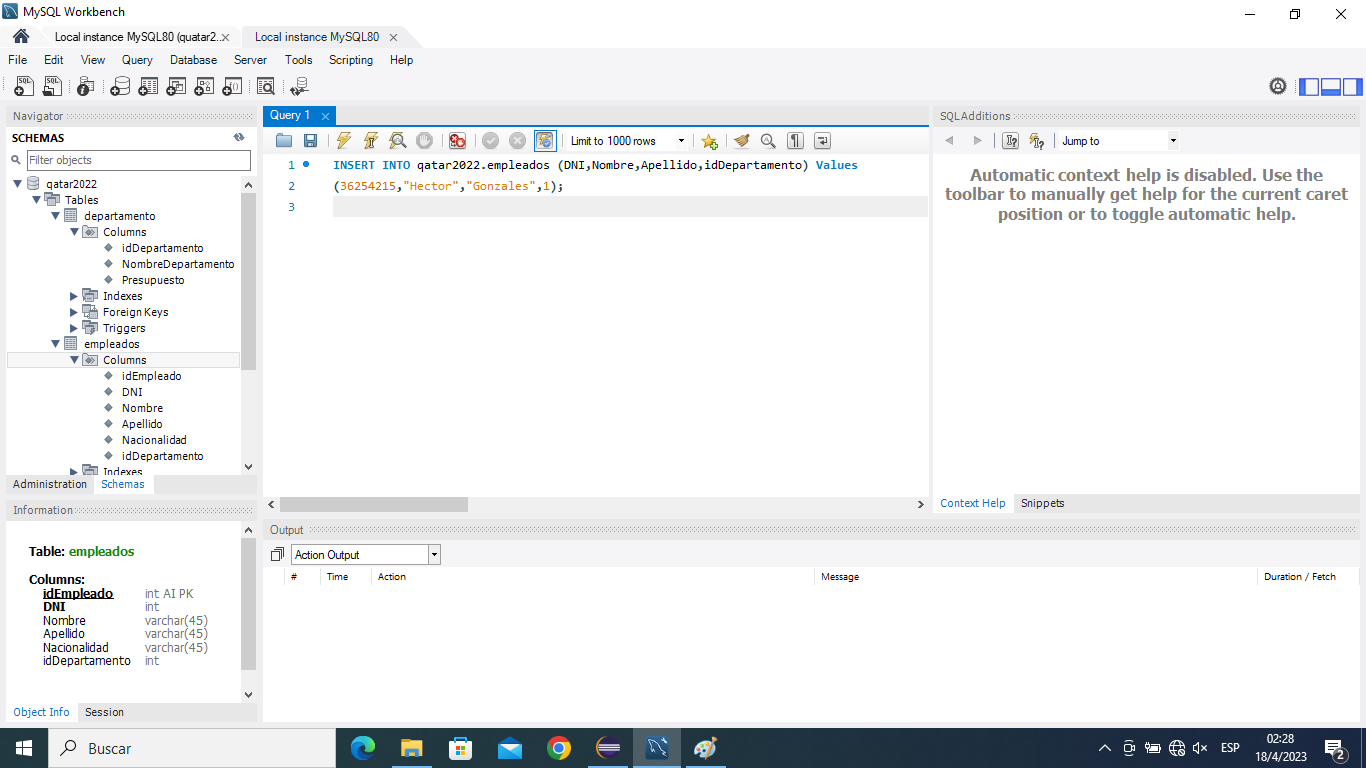 MySQL Workbench
Local instance MySQL80 (quatar2... Local instance MySQL80
File Edit View Query Database Server Tools Scripting Help
Navigator
SCHEMAS
Filter objects
qatar2022
Tables
departamento
Columns
idDepartamento
NombreDepartamento
Presupuesto
Indexes
Foreign Keys
Triggers
empleados
Columns
idEmpleado
DNI
Nombre
Apellido
Nacionalidad
idDepartamento
Indexes
Administration Schemas
Information
Table: empleados
Columns:
idEmpleado int AI PK
DNI int
Nombre varchar(45)
Apellido varchar(45)
Nacionalidad varchar(45)
idDepartamento int
Object Info Session
Query 1
Limit to 1000 rows
1 INSERT INTO qatar2022.empleados (DNI,Nombre,Apellido,idDepartamento) Values
2 (36254215,"Hector","Gonzales",1);
3
Output
Action Output
# Time Action Message Duration / Fetch
SQLAdditions
Jump to
Automatic context help is disabled. Use the
toolbar to manually get help for the current caret
position or to toggle automatic help.
Context Help Snippets
Buscar
ESP
02:28
18/4/2023
2